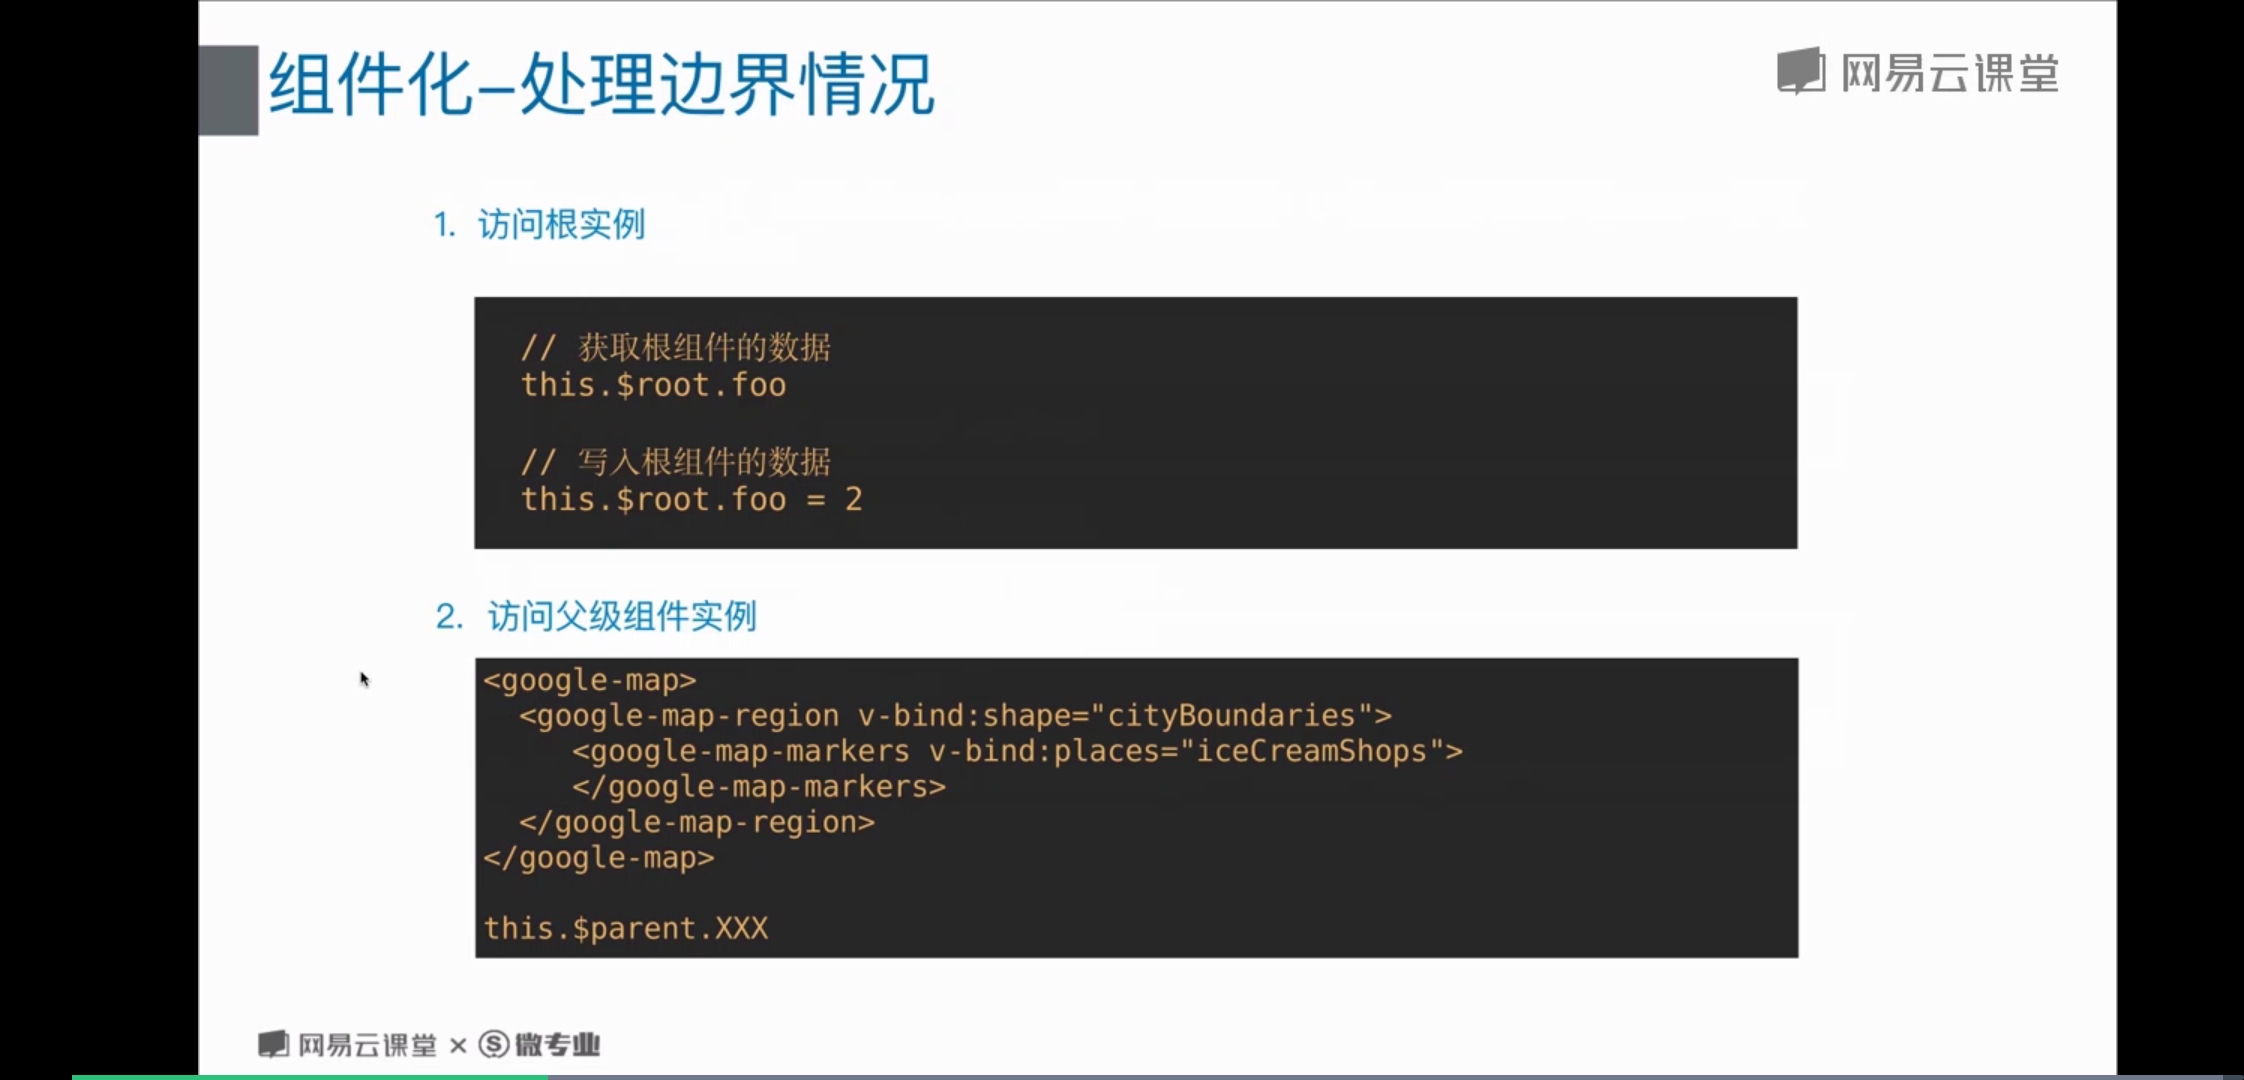 组件化–处理边界情况
网易云课堂
1. 访问根实例
// 获取根组件的数据
this.$root.foo
// 写入根组件的数据
this.$root.foo = 2
2. 访问父级组件实例
<google-map>
<google-map-region v-bind:shape="cityBoundaries">
<google-map-markers v-bind:places="iceCreamShops">
</google-map-markers>
</google-map-region>
</google-map>
this.$parent.XXX
网易云课堂 × Ⓢ微专业